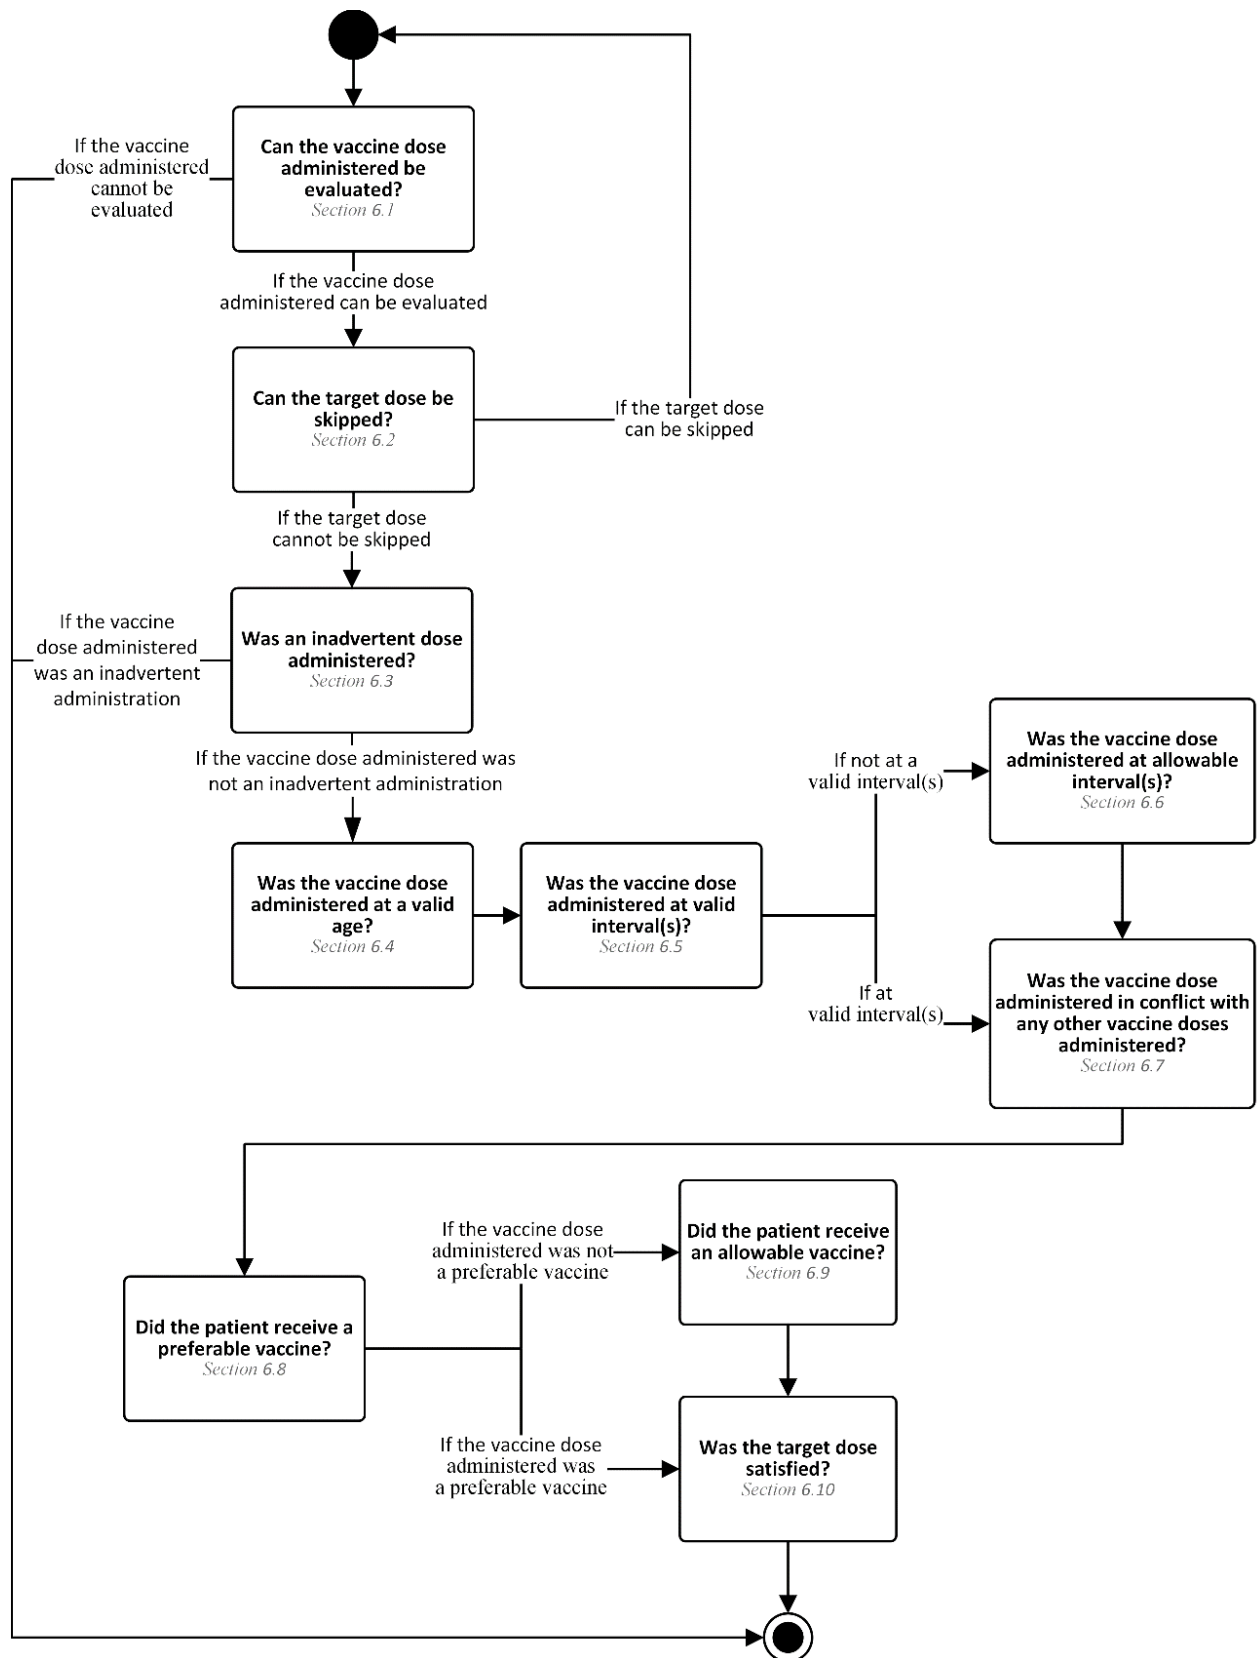 Can the vaccine dose
administered be
evaluated?
Section 6.1
If the vaccine
dose administered
cannot be
evaluated
If the vaccine dose
administered can be evaluated
Can the target dose be
skipped?
Section 6.2
If the target dose
can be skipped
If the target dose
cannot be skipped
Was an inadvertent dose
administered?
Section 6.3
If the vaccine
dose administered
was an inadvertent
administration
If the vaccine dose administered was
not an inadvertent administration
Was the vaccine dose
administered at a valid
age?
Section 6.4
Was the vaccine dose
administered at valid
interval(s)?
Section 6.5
If not at a
valid interval(s)
Was the vaccine dose
administered at allowable
interval(s)?
Section 6.6
If at
valid interval(s)
Was the vaccine dose
administered in conflict with
any other vaccine doses
administered?
Section 6.7
Did the patient receive a
preferable vaccine?
Section 6.8
If the vaccine dose
administered was not
a preferable vaccine
Did the patient receive
an allowable vaccine?
Section 6.9
If the vaccine dose
administered was
a preferable vaccine
Was the target dose
satisfied?
Section 6.10